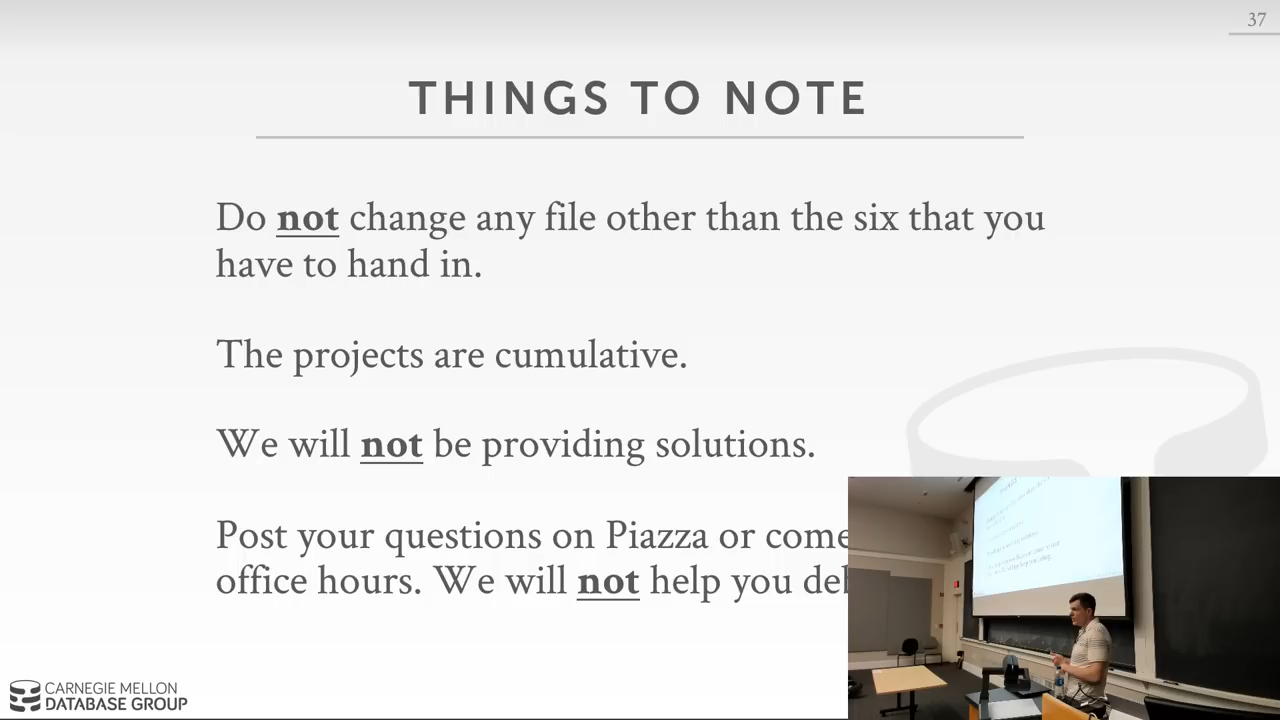 37
THINGS TO NOTE
Do not change any file other than the six that you
have to hand in.
The projects are cumulative.
We will not be providing solutions.
Post your questions on Piazza or come
office hours. We will not help you
CARNEGIE MELLON
DATABASE GROUP